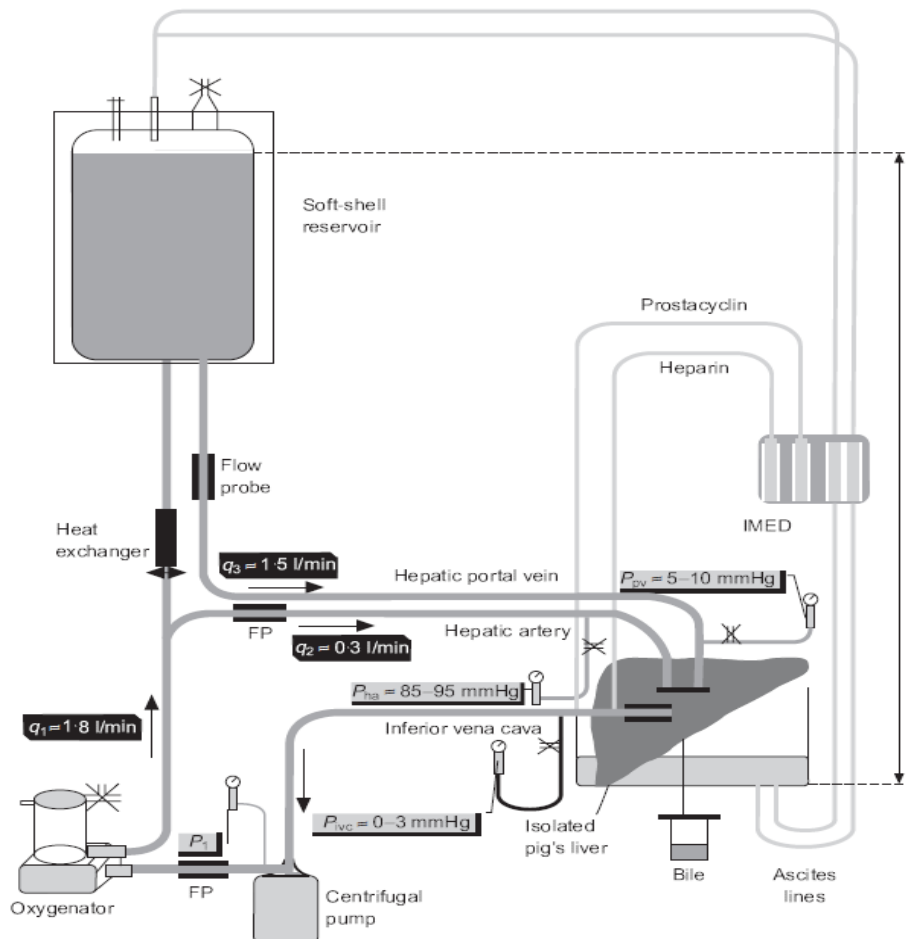 Soft-shell
reservoir
Prostacyclin
Heparin
Flow
probe
IMED
Heat
exchanger
q3 = 1·5 l/min
Hepatic portal vein
Ppv = 5–10 mmHg
FP
Hepatic artery
q2 = 0·3 l/min
Pha = 85–95 mmHg
q1 = 1·8 l/min
Inferior vena cava
Pivc = 0–3 mmHg
P1
Isolated
pig's liver
Bile
Ascites
lines
FP
Oxygenator
Centrifugal
pump